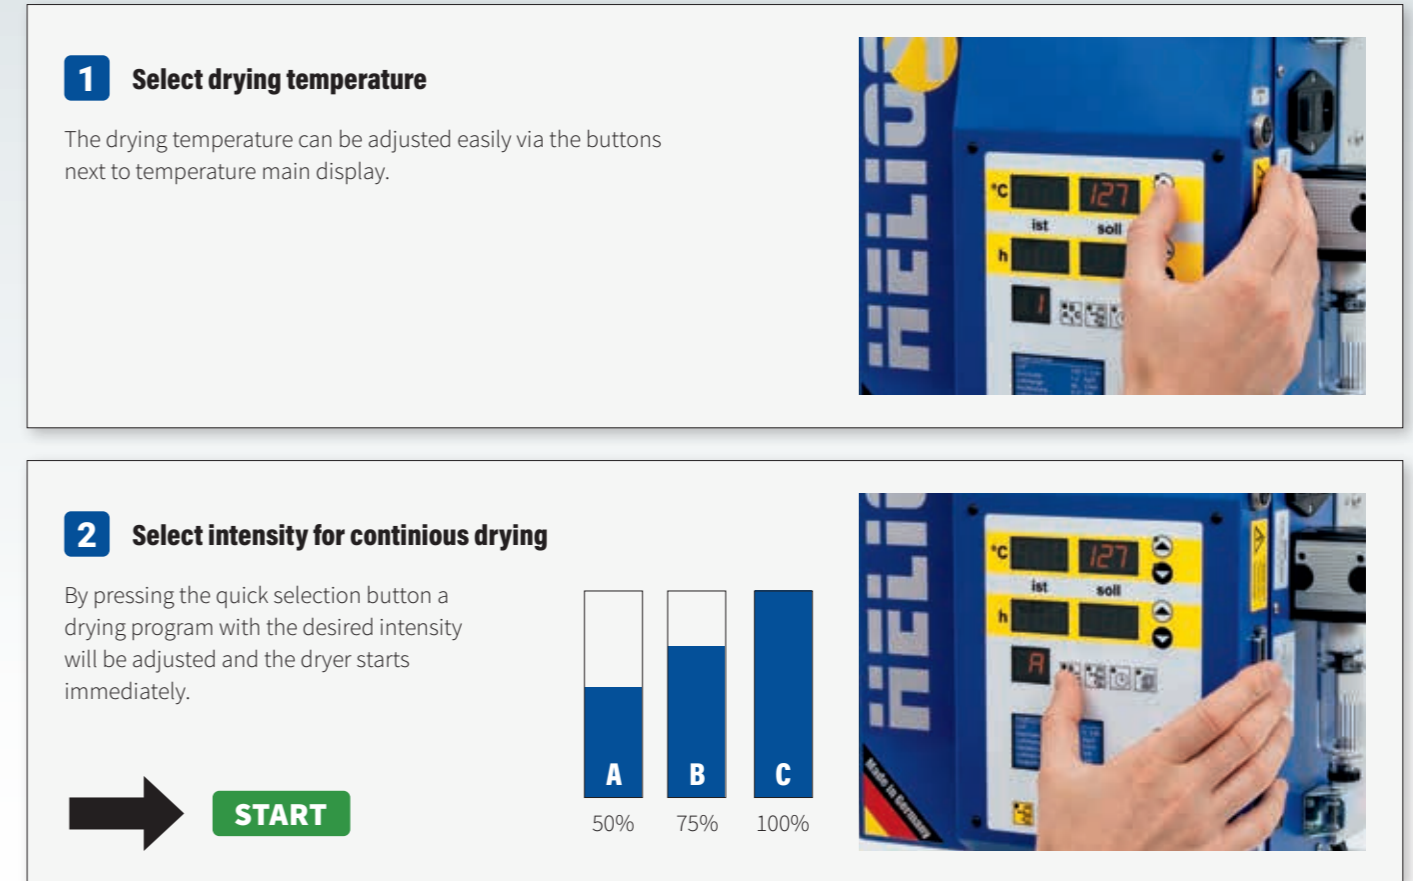 1 Select drying temperature
The drying temperature can be adjusted easily via the buttons
next to temperature main display.
HELIOS
°C 127
ist soll
h
1
2 Select intensity for continious drying
By pressing the quick selection button a
drying program with the desired intensity
will be adjusted and the dryer starts
immediately.
START
A B C
50% 75% 100%
HELIO
°C 127
ist soll
h
A
Made in Germany